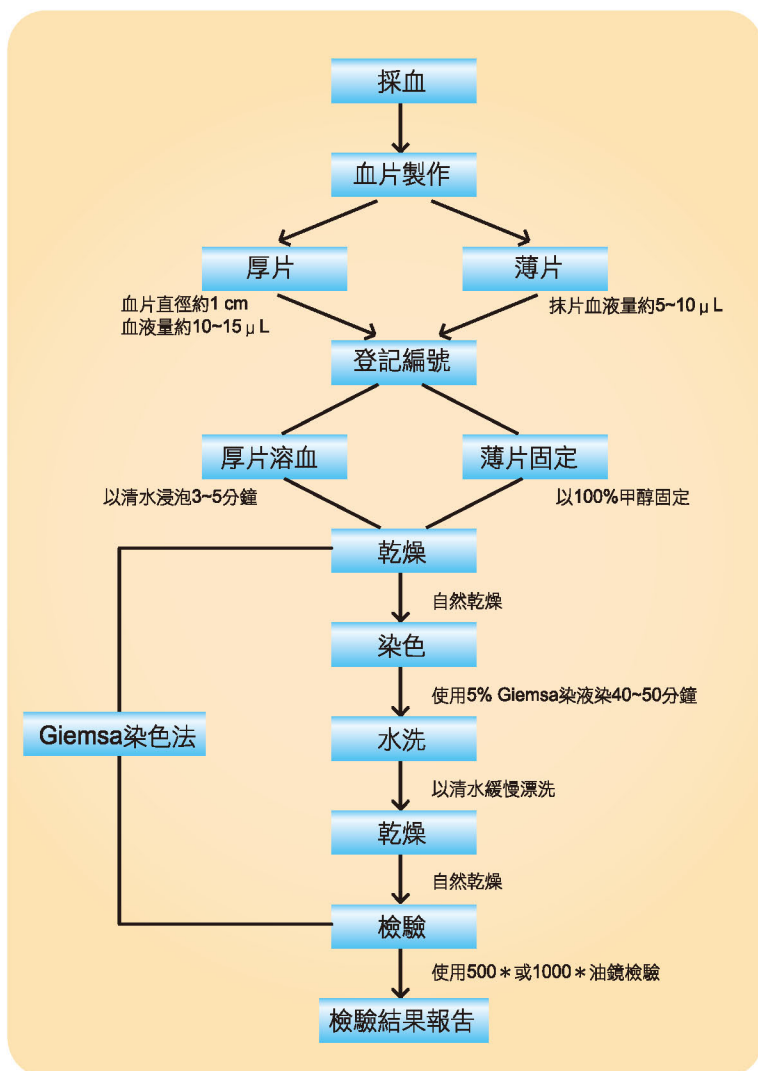 採血
血片製作
厚片
薄片
血片直徑約1 cm
血液量約10~15μL
抹片血液量約5~10μL
登記編號
厚片溶血
薄片固定
以清水浸泡3~5分鐘
以100%甲醇固定
乾燥
自然乾燥
染色
使用5% Giemsa染液染40~50分鐘
Giemsa染色法
水洗
以清水緩慢漂洗
乾燥
自然乾燥
檢驗
使用500＊或1000＊油鏡檢驗
檢驗結果報告